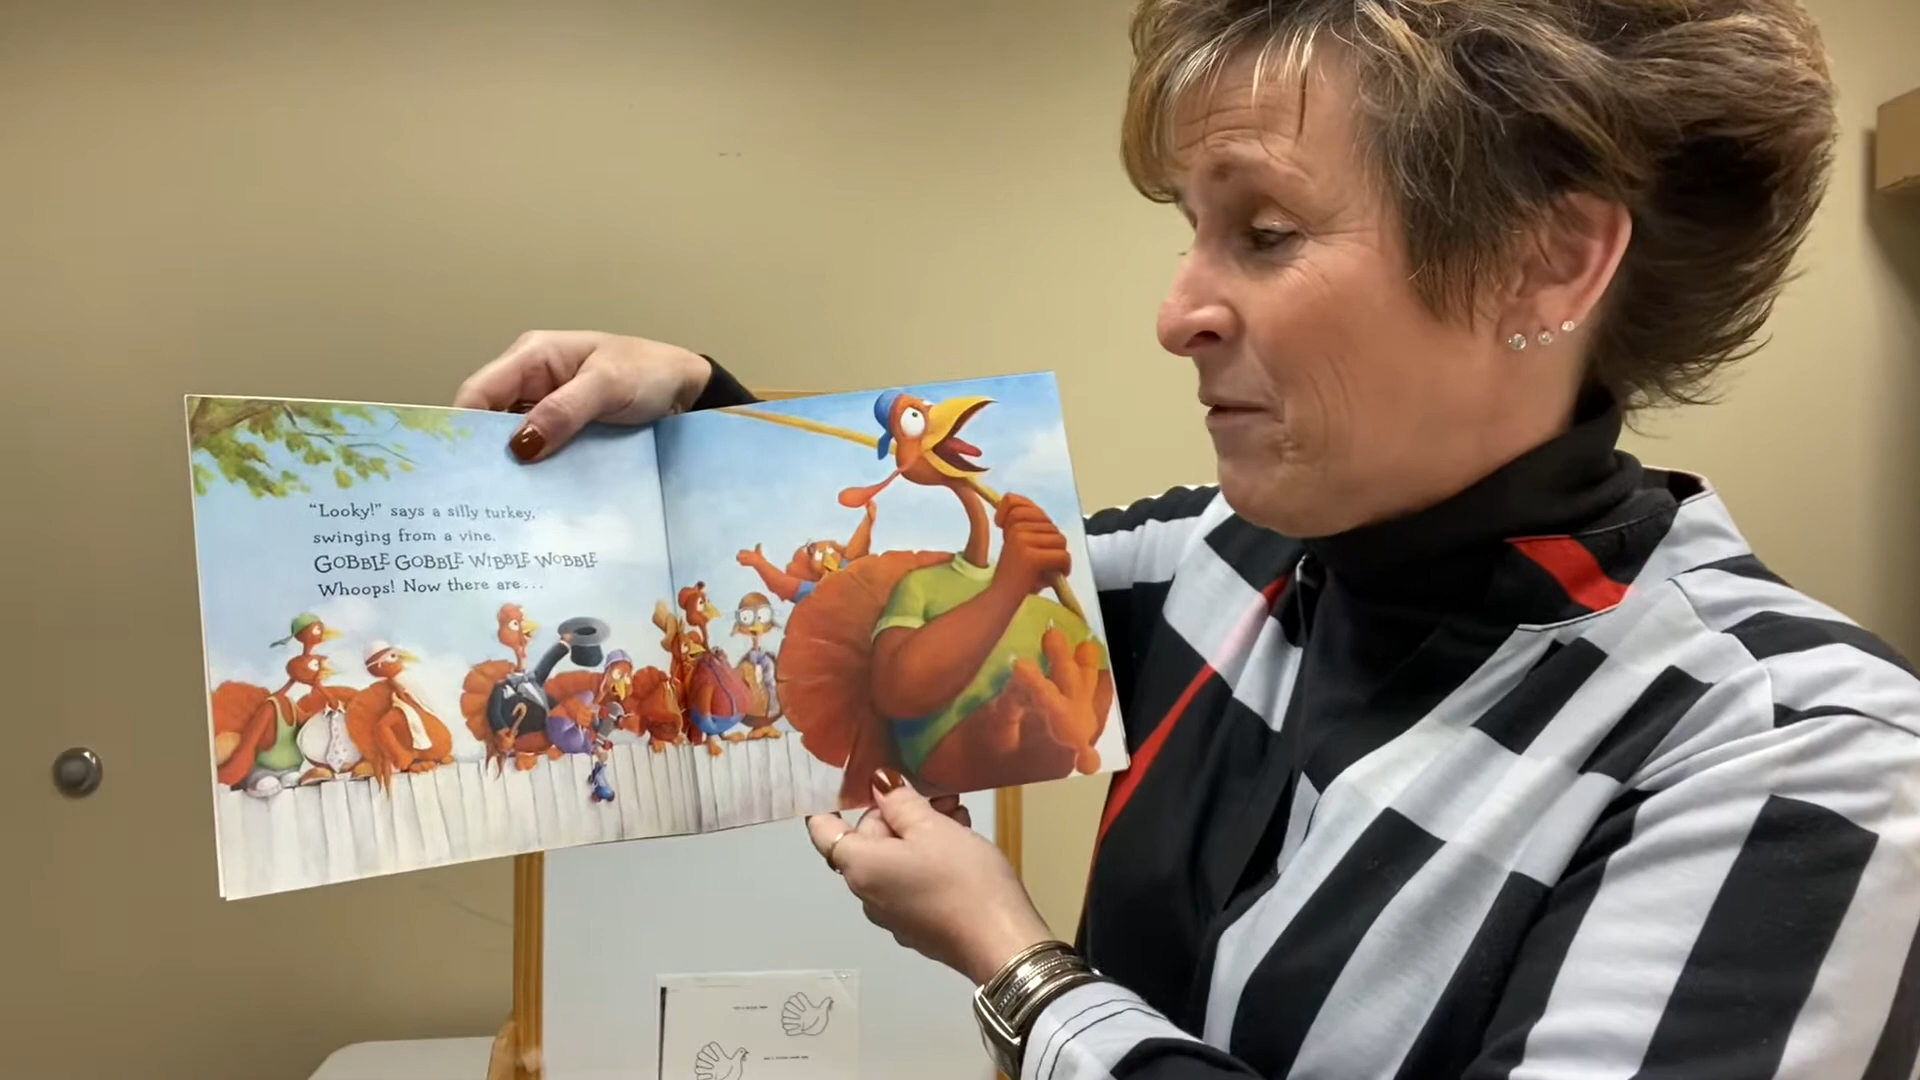 "Looky!" says a silly turkey,
swinging from a vine.
GOBBLE GOBBLE WIBBLE WOBBLE
Whoops! Now there are...